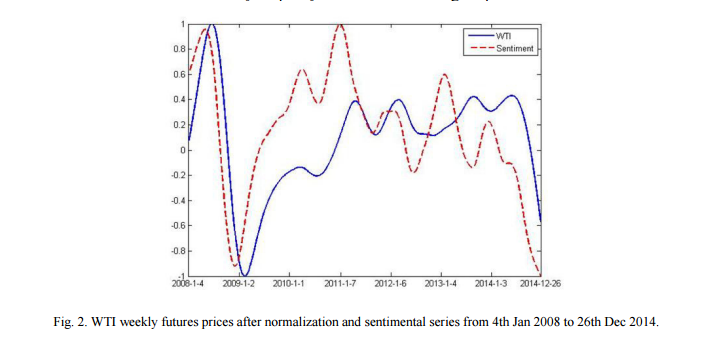 1
0.8
0.6
0.4
0.2
0
-0.2
-0.4
-0.6
-0.8
-1
WTI
Sentiment
2008-1-4 2009-1-2 2010-1-1 2011-1-7 2012-1-6 2013-1-4 2014-1-3 2014-12-26
Fig. 2. WTI weekly futures prices after normalization and sentimental series from 4th Jan 2008 to 26th Dec 2014.